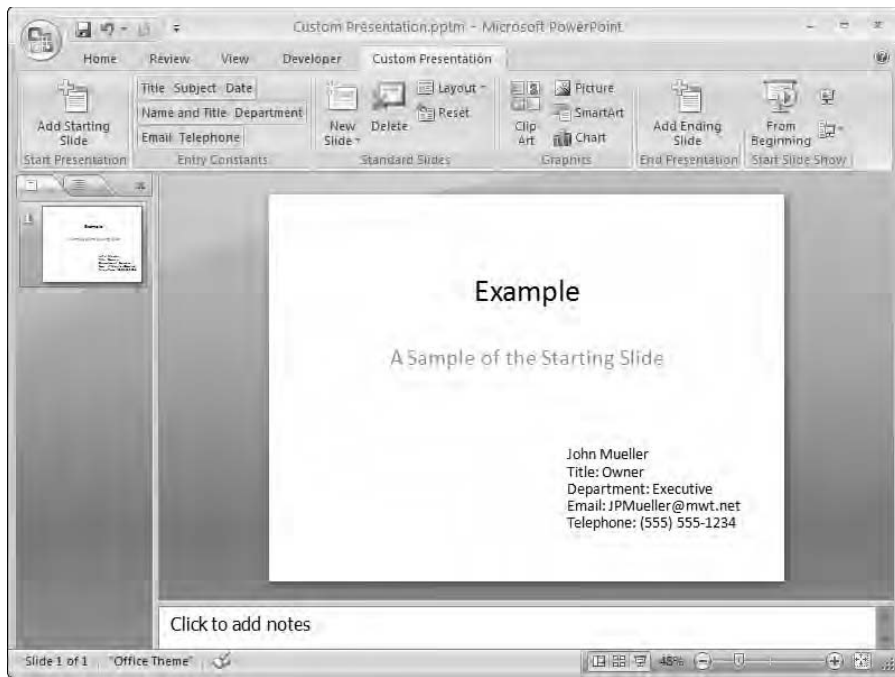 Custom Presentation.pptm - Microsoft PowerPoint
Home Review View Developer Custom Presentation
Add Starting Slide
Start Presentation
Title Subject Date
Name and Title Department
Email Telephone
Entry Constants
New Slide
Delete
Layout
Reset
Standard Slides
Clip Art
Picture
SmartArt
Chart
Graphics
Add Ending Slide
End Presentation
From Beginning
Start Slide Show
Example
A Sample of the Starting Slide
John Mueller
Title: Owner
Department: Executive
Email: JPMueller@mwt.net
Telephone: (555) 555-1234
Click to add notes
Slide 1 of 1 "Office Theme" 48%